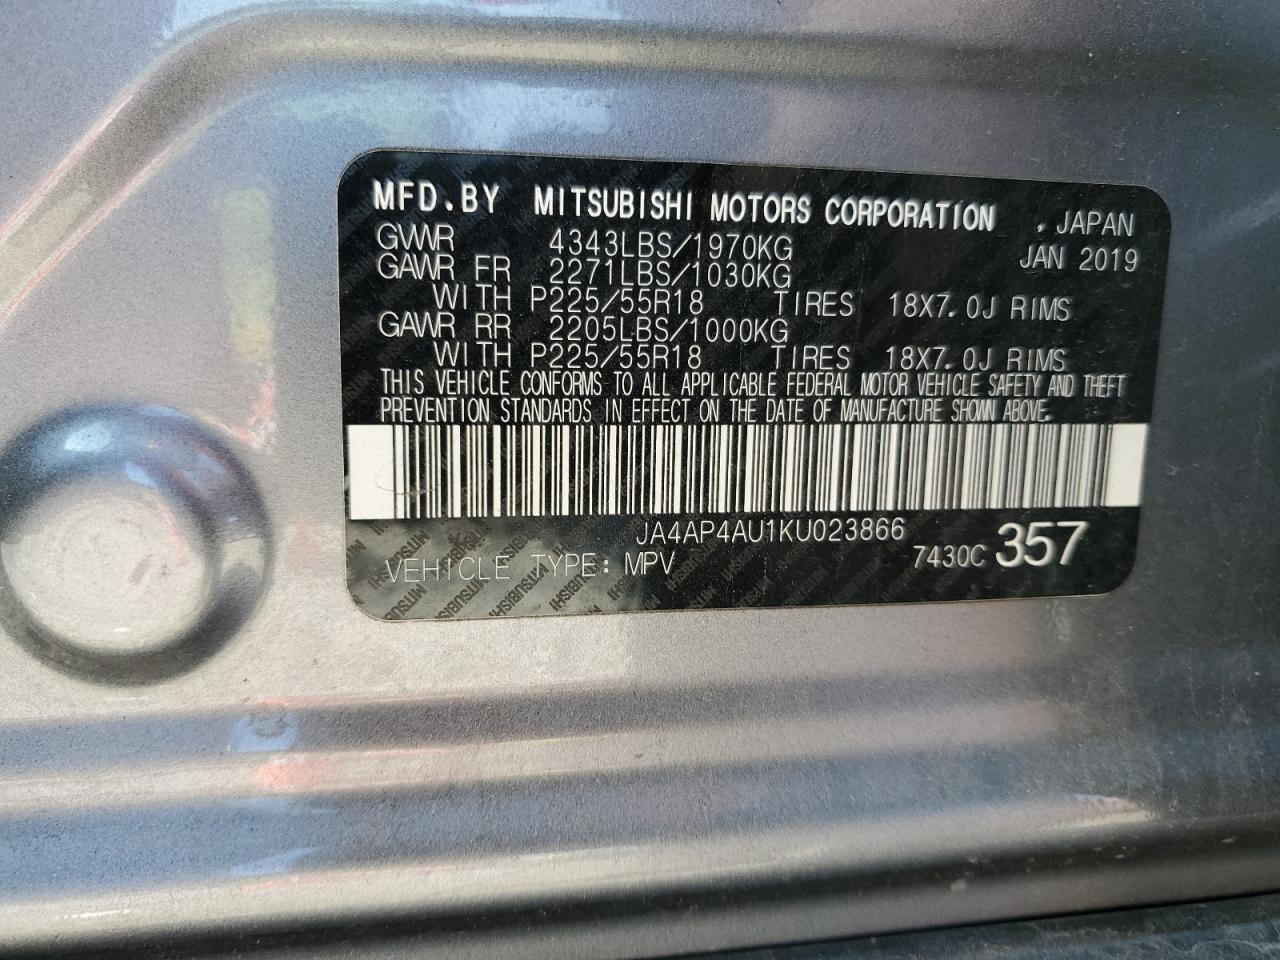 MFD.BY MITSUBISHI MOTORS CORPORATION , JAPAN
GVWR 4343LBS/1970KG JAN 2019
GAWR FR 2271LBS/1030KG
WITH P225/55R18 TIRES 18X7.0J RIMS
GAWR RR 2205LBS/1000KG
WITH P225/55R18 TIRES 18X7.0J RIMS
THIS VEHICLE CONFORMS TO ALL APPLICABLE FEDERAL MOTOR VEHICLE SAFETY AND THEFT
PREVENTION STANDARDS IN EFFECT ON THE DATE OF MANUFACTURE SHOWN ABOVE.
JA4AP4AU1KU023866
VEHICLE TYPE: MPV 7430C 357